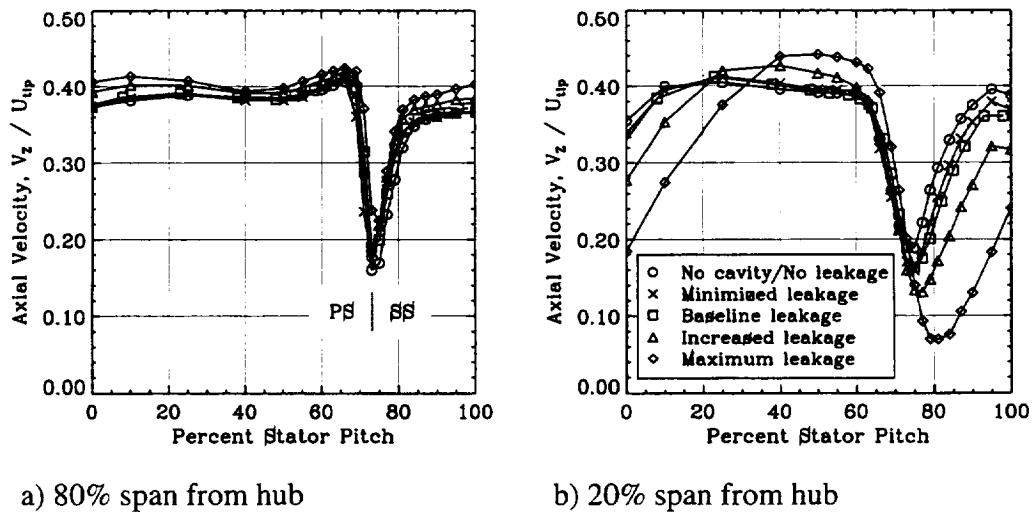 0.50
0.40
0.30
0.20
0.10
0.00
Axial Velocity, Vz / Utip
PS | SS
0 20 40 60 80 100
Percent Stator Pitch
a) 80% span from hub
0.50
0.40
0.30
0.20
0.10
0.00
Axial Velocity, Vz / Utip
No cavity/No leakage
Minimized leakage
Baseline leakage
Increased leakage
Maximum leakage
0 20 40 60 80 100
Percent Stator Pitch
b) 20% span from hub